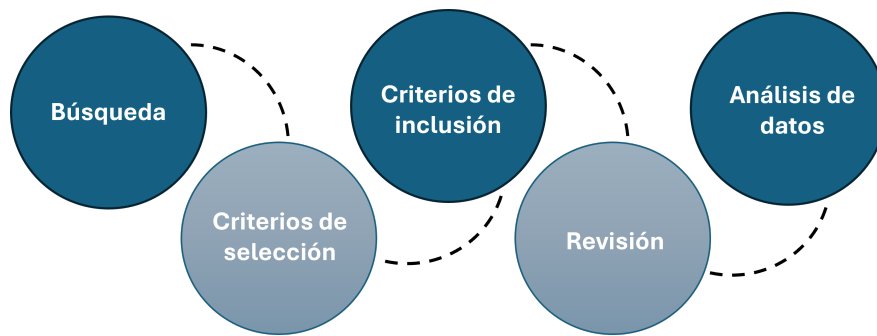 Búsqueda
Criterios de
selección
Criterios de
inclusión
Revisión
Análisis de
datos